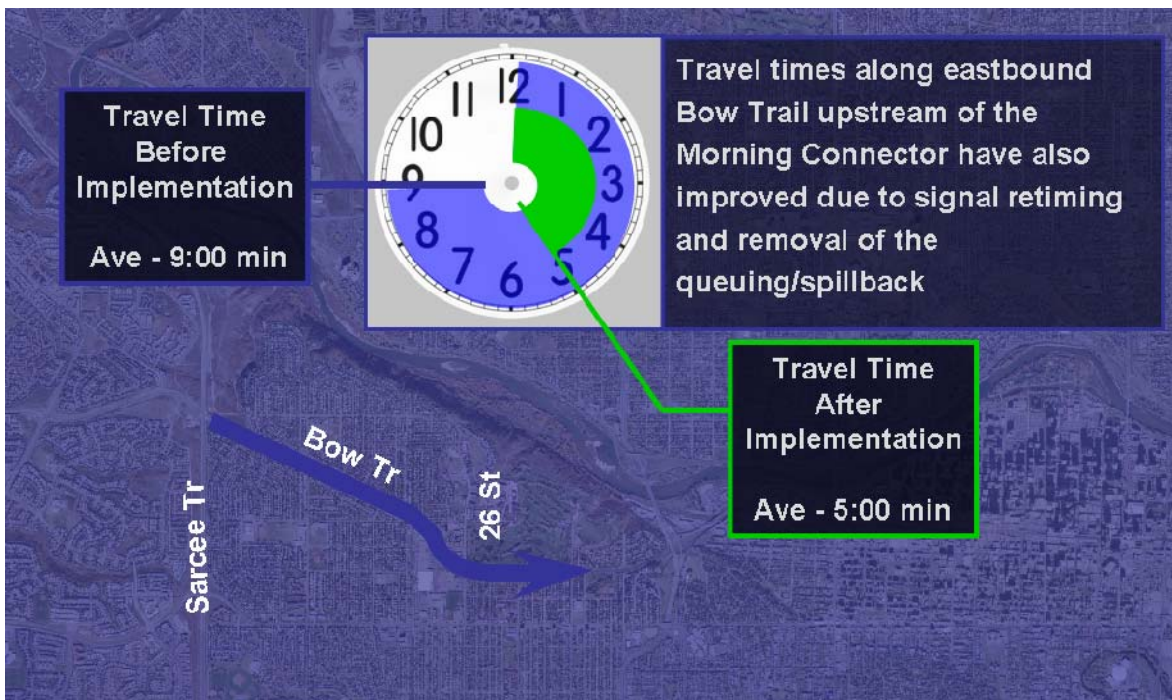 Travel Time
Before
Implementation
Ave - 9:00 min
12
1
2
3
4
5
6
7
8
9
10
11
Travel times along eastbound
Bow Trail upstream of the
Morning Connector have also
improved due to signal retiming
and removal of the
queuing/spillback
Travel Time
After
Implementation
Ave - 5:00 min
Bow Tr
26 St
Sarcee Tr